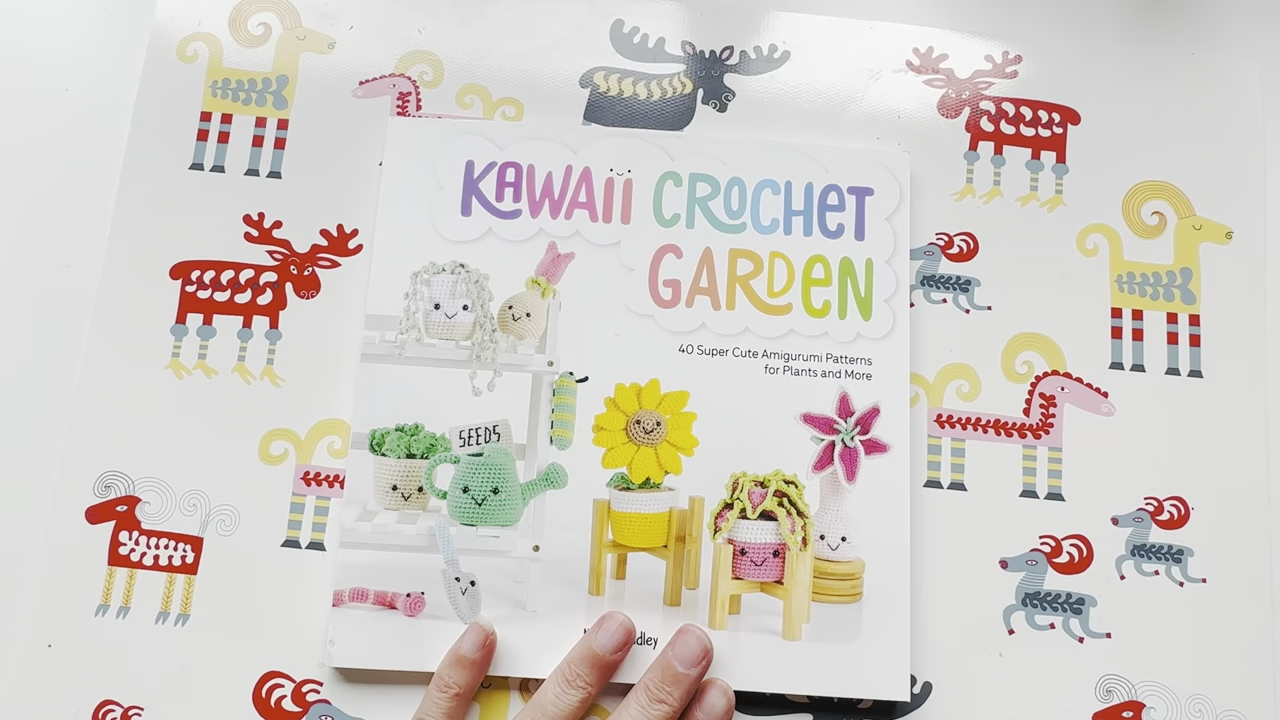 KAWAii CROCHET
GARDEN
40 Super Cute Amigurumi Patterns
for Plants and More
SEEDS